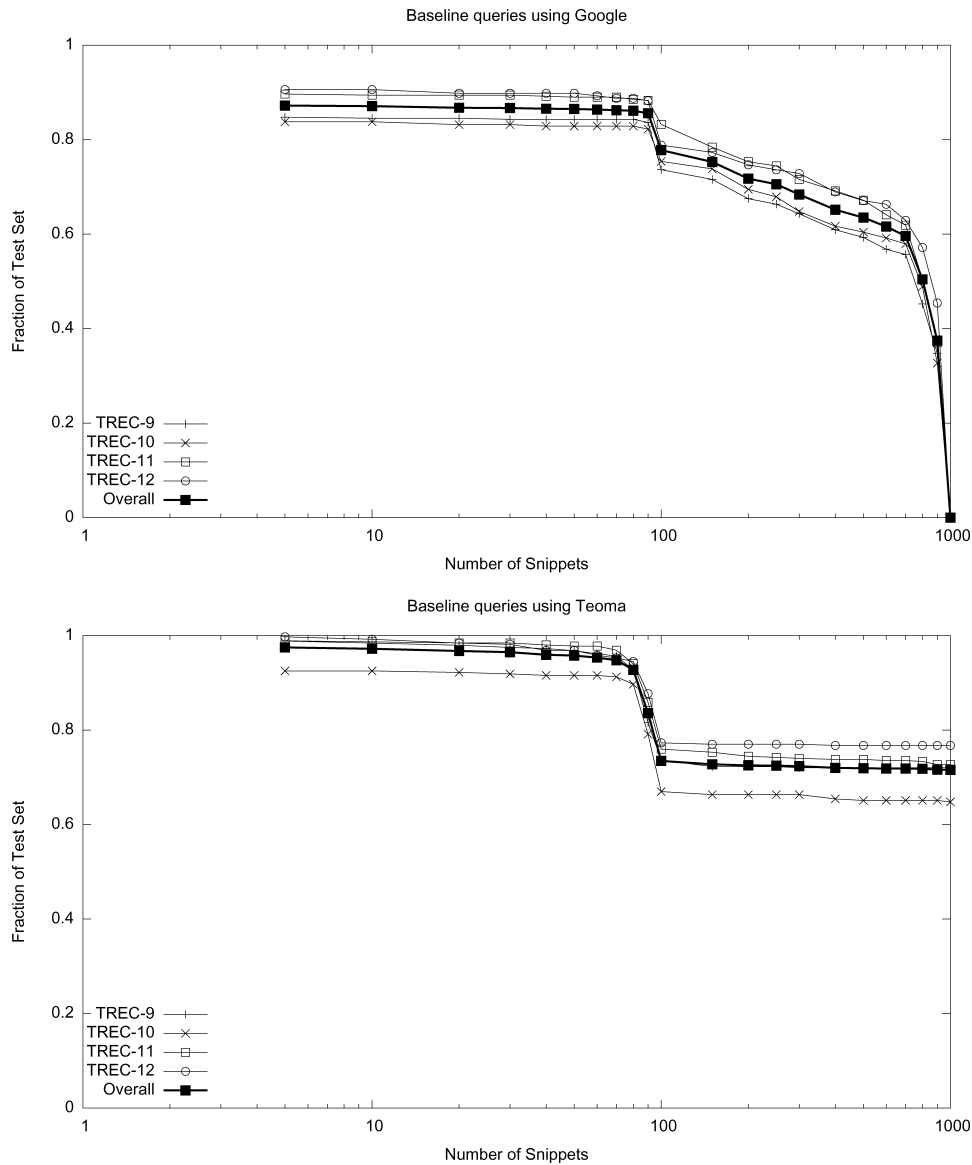 Baseline queries using Google
1
0.8
0.6
0.4
0.2
0
Fraction of Test Set
TREC-9
TREC-10
TREC-11
TREC-12
Overall
1 10 100 1000
Number of Snippets
Baseline queries using Teoma
1
0.8
0.6
0.4
0.2
0
Fraction of Test Set
TREC-9
TREC-10
TREC-11
TREC-12
Overall
1 10 100 1000
Number of Snippets